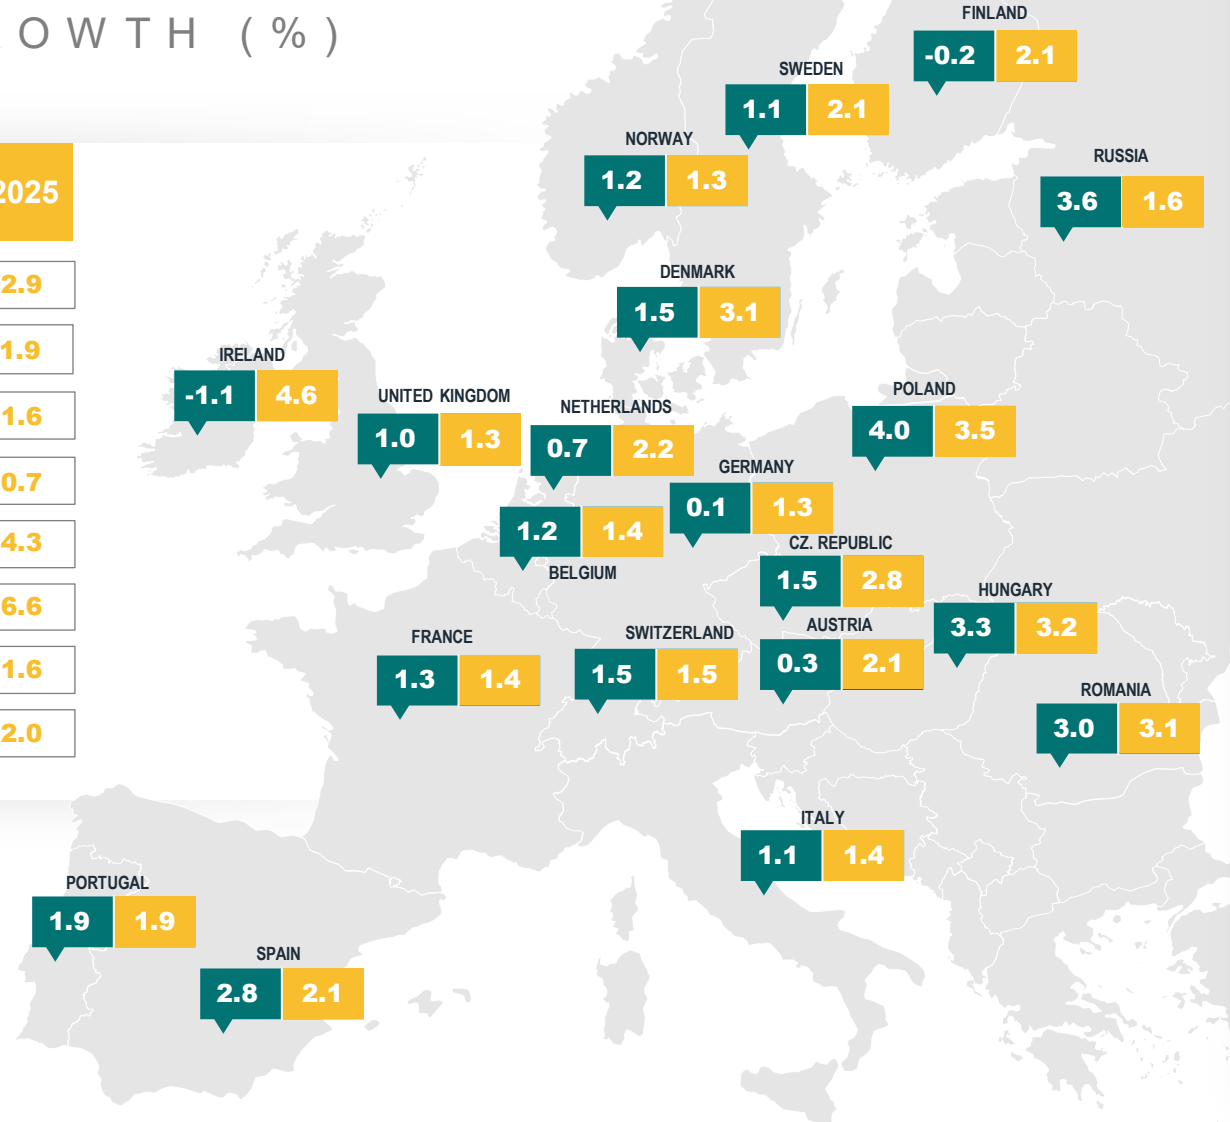 OWTH (%)
2025
2.9
1.9
1.6
0.7
4.3
6.6
1.6
2.0
FINLAND
-0.2 2.1
SWEDEN
1.1 2.1
NORWAY
1.2 1.3
RUSSIA
3.6 1.6
DENMARK
1.5 3.1
IRELAND
-1.1 4.6
UNITED KINGDOM
1.0 1.3
NETHERLANDS
0.7 2.2
POLAND
4.0 3.5
GERMANY
0.1 1.3
1.2 1.4
BELGIUM
CZ. REPUBLIC
1.5 2.8
HUNGARY
3.3 3.2
FRANCE
1.3 1.4
SWITZERLAND
1.5 1.5
AUSTRIA
0.3 2.1
ROMANIA
3.0 3.1
ITALY
1.1 1.4
PORTUGAL
1.9 1.9
SPAIN
2.8 2.1